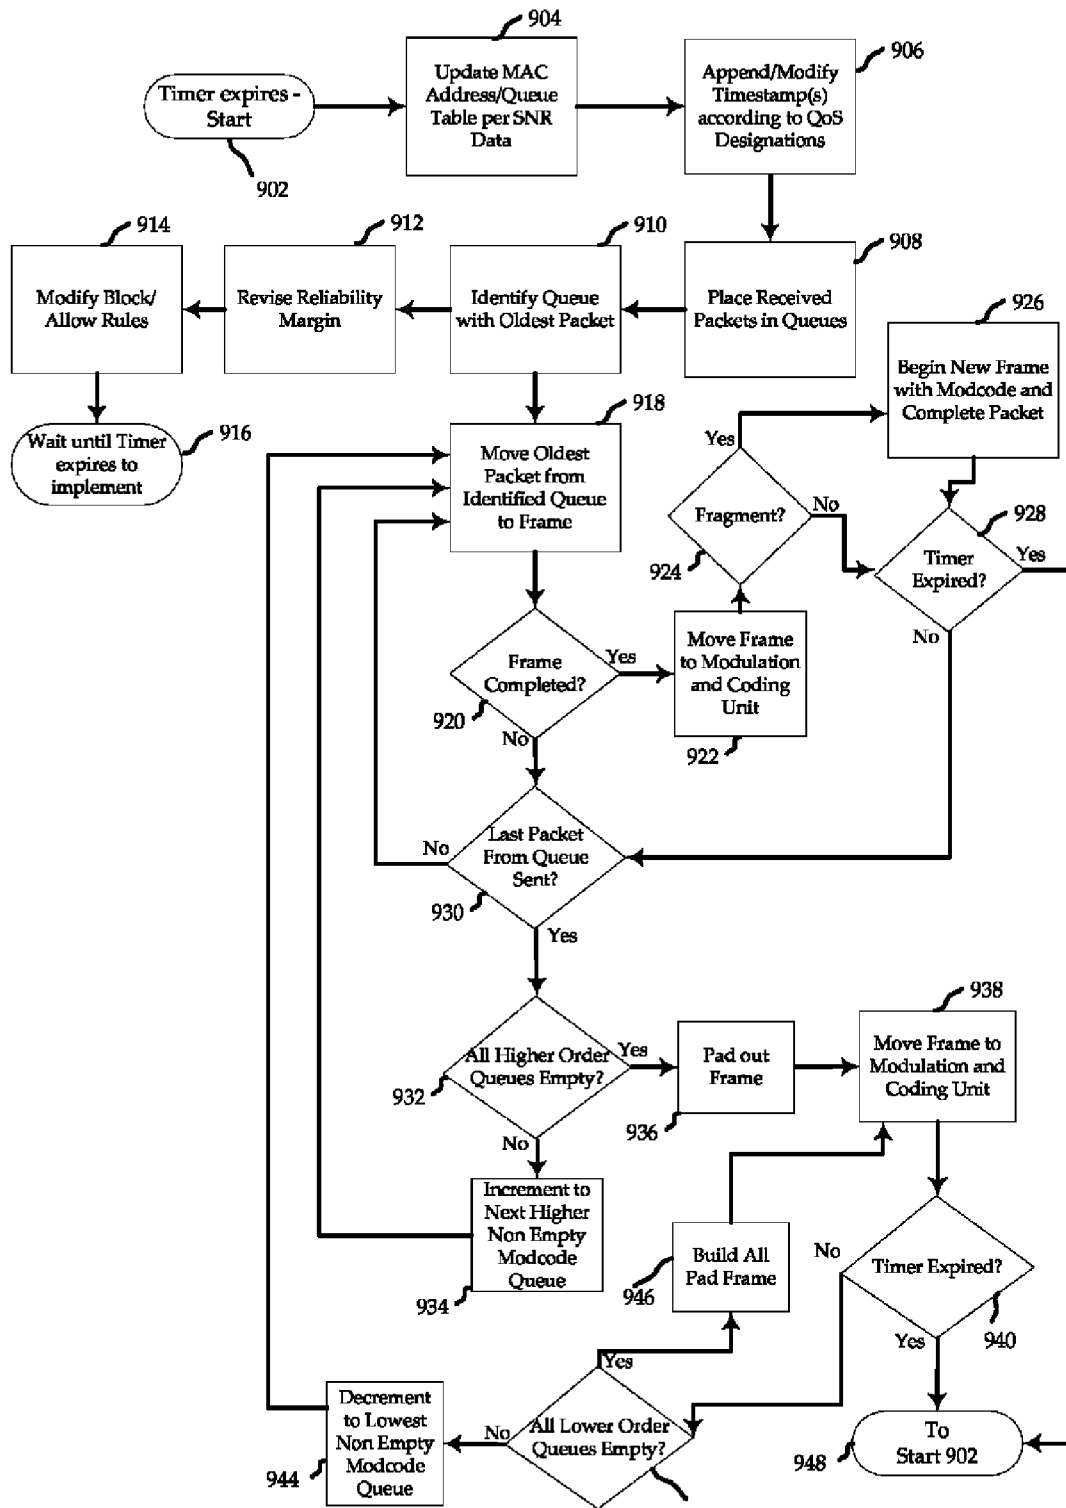 904
Update MAC
Address/Queue
Table per SNR
Data
906
Append/Modify
Timestamp(s)
according to QoS
Designations
Timer expires -
Start
902
914
Modify Block/
Allow Rules
912
Revise Reliability
Margin
910
Identify Queue
with Oldest Packet
908
Place Received
Packets in Queues
926
Begin New Frame
with Modcode and
Complete Packet
916
Wait until Timer
expires to
implement
918
Move Oldest
Packet from
Identified Queue
to Frame
Yes
Fragment?
No
924
928
Timer
Expired?
Yes
No
Frame
Completed?
Yes
920
No
Move Frame
to Modulation
and Coding
Unit
922
Last Packet
From Queue
Sent?
No
930
Yes
All Higher Order
Queues Empty?
Yes
932
No
Pad out
Frame
936
938
Move Frame to
Modulation and
Coding Unit
Increment to
Next Higher
Non Empty
Modcode
Queue
934
Build All
Pad Frame
946
No
Timer Expired?
940
Yes
Yes
All Lower Order
Queues Empty?
No
Decrement
to Lowest
Non Empty
Modcode
Queue
944
To
Start 902
948